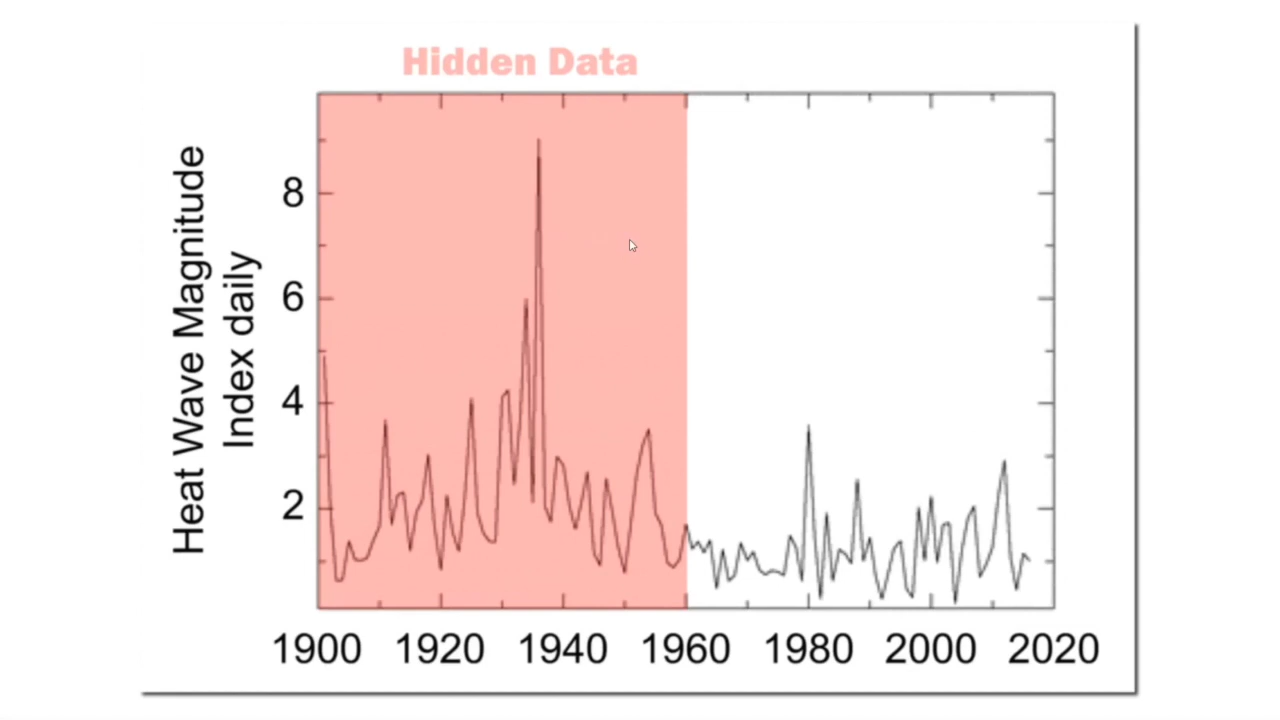 Hidden Data
Heat Wave Magnitude
Index daily
8
6
4
2
1900 1920 1940 1960 1980 2000 2020